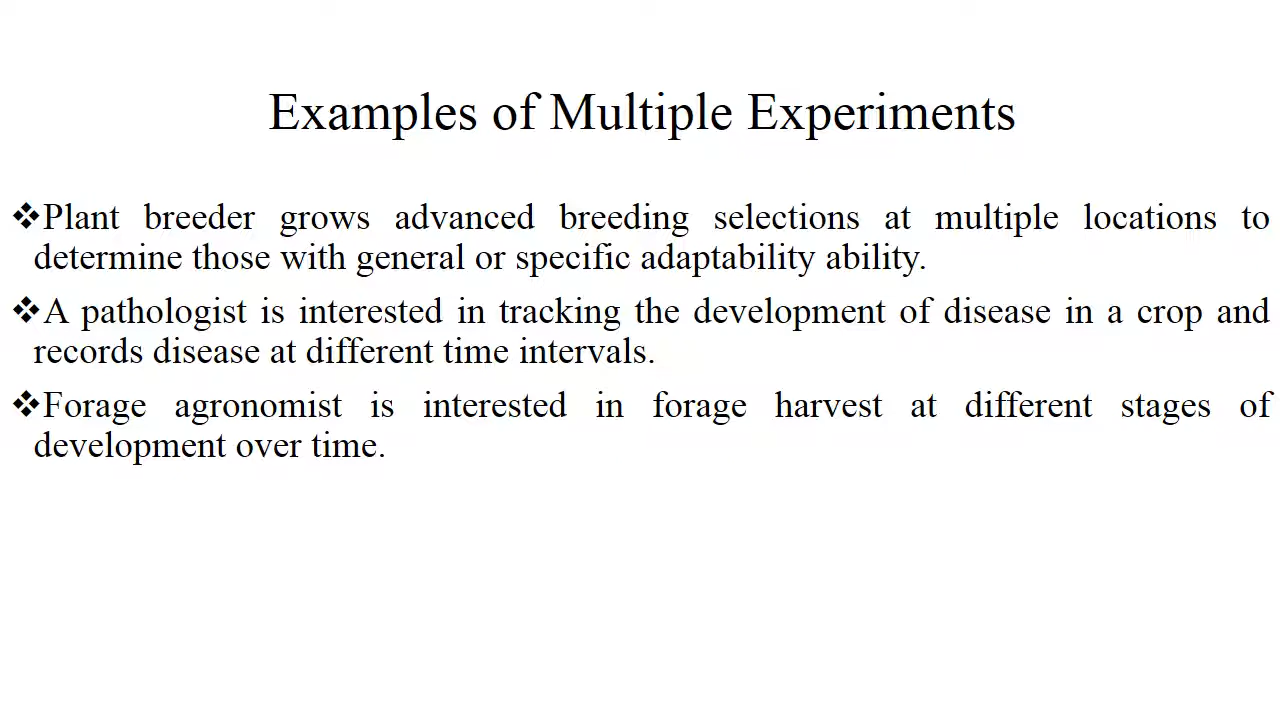 Examples of Multiple Experiments
❖Plant breeder grows advanced breeding selections at multiple locations to
determine those with general or specific adaptability ability.
❖A pathologist is interested in tracking the development of disease in a crop and
records disease at different time intervals.
❖Forage agronomist is interested in forage harvest at different stages of
development over time.